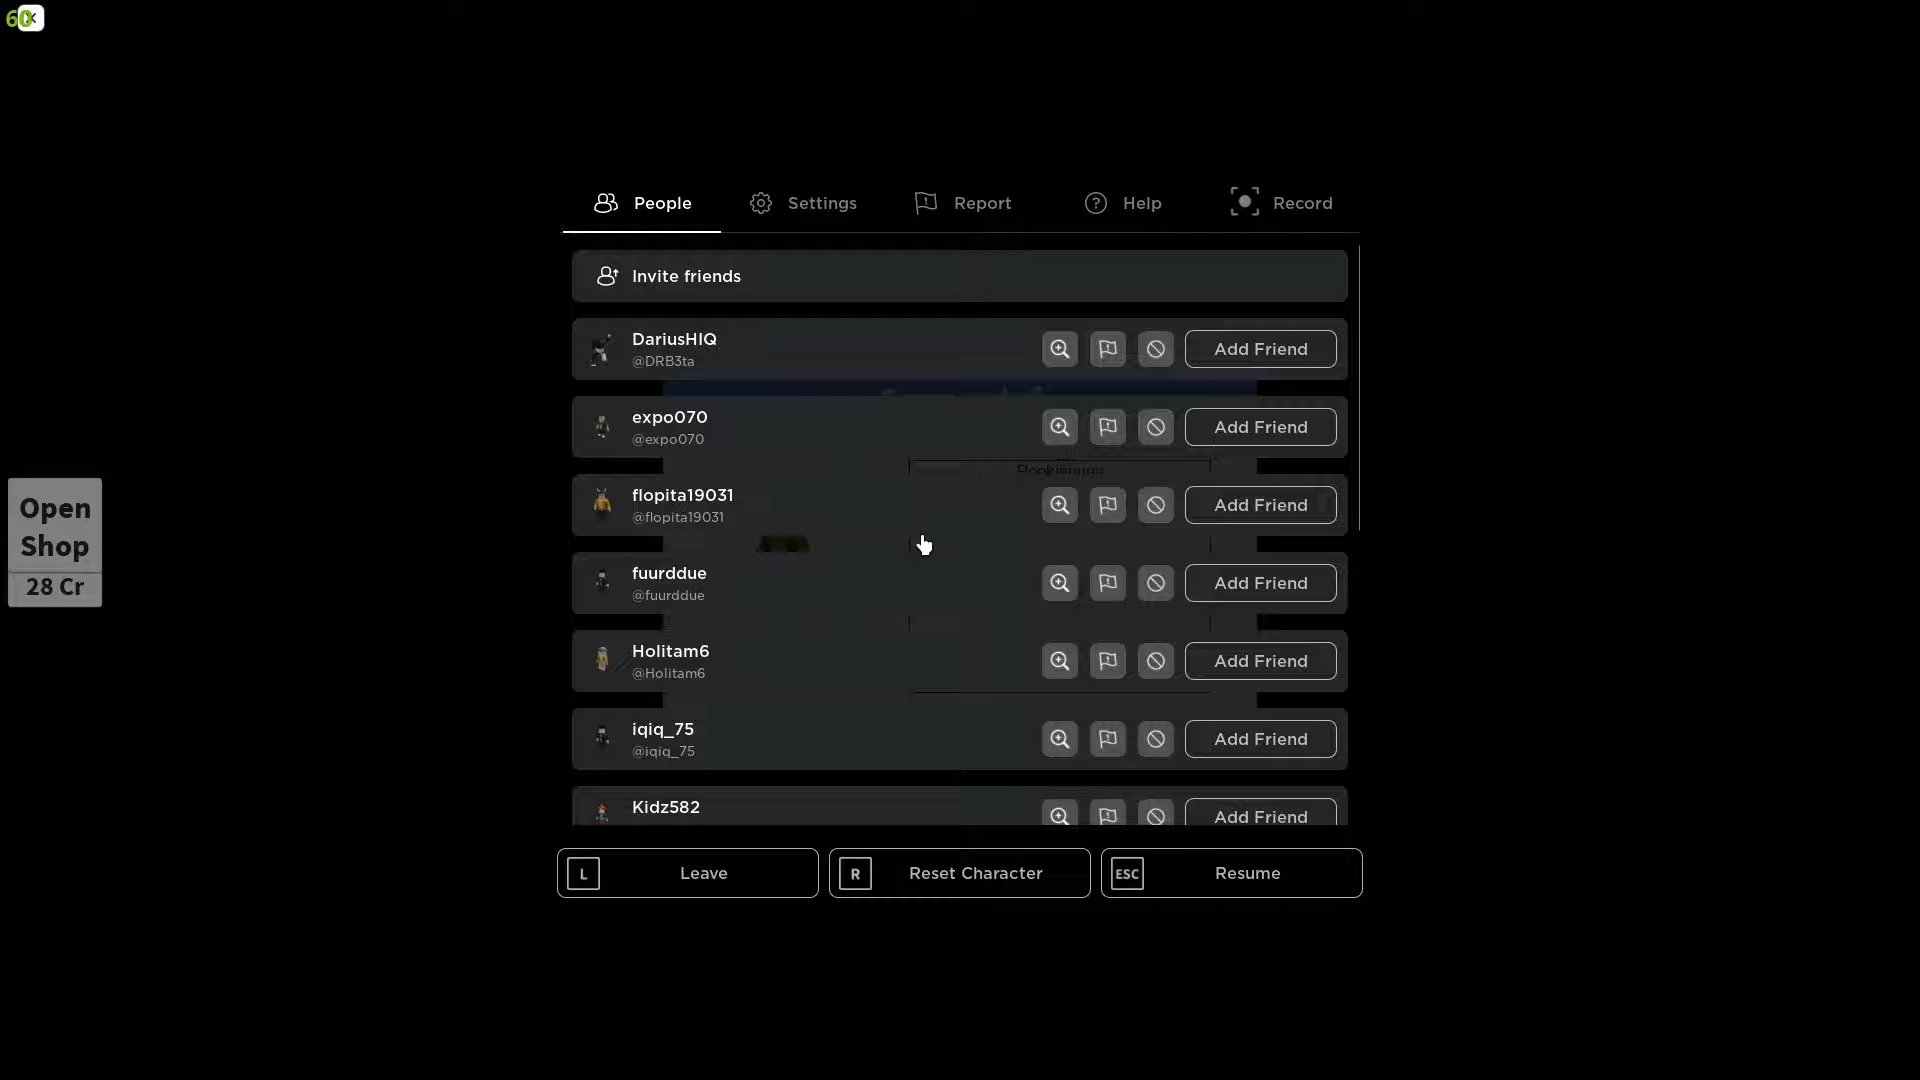 60
People
Settings
Report
Help
Record
Invite friends
DariusHIQ
@DRB3ta
Add Friend
expo070
@expo070
Add Friend
flopita19031
@flopita19031
Add Friend
fuurddue
@fuurddue
Add Friend
Holitam6
@Holitam6
Add Friend
iqiq_75
@iqiq_75
Add Friend
Kidz582
Add Friend
Open
Shop
28 Cr
L Leave
R Reset Character
ESC Resume